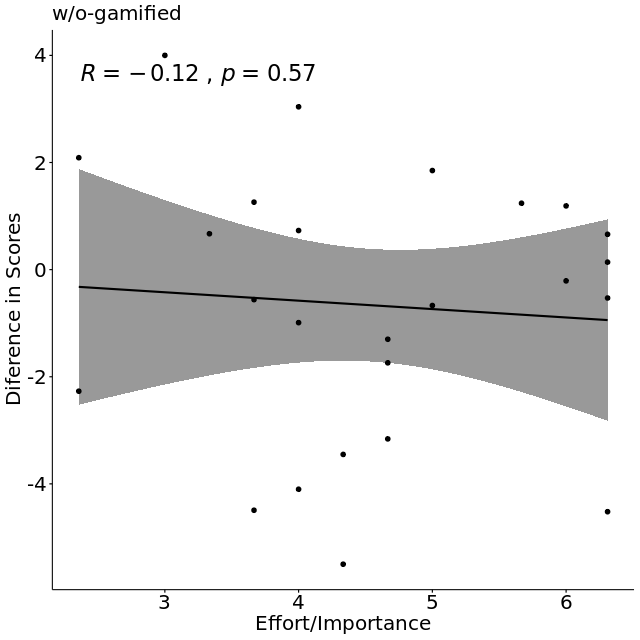 w/o-gamified
R = −0.12 , p = 0.57
4
2
0
-2
-4
Diference in Scores
3 4 5 6
Effort/Importance